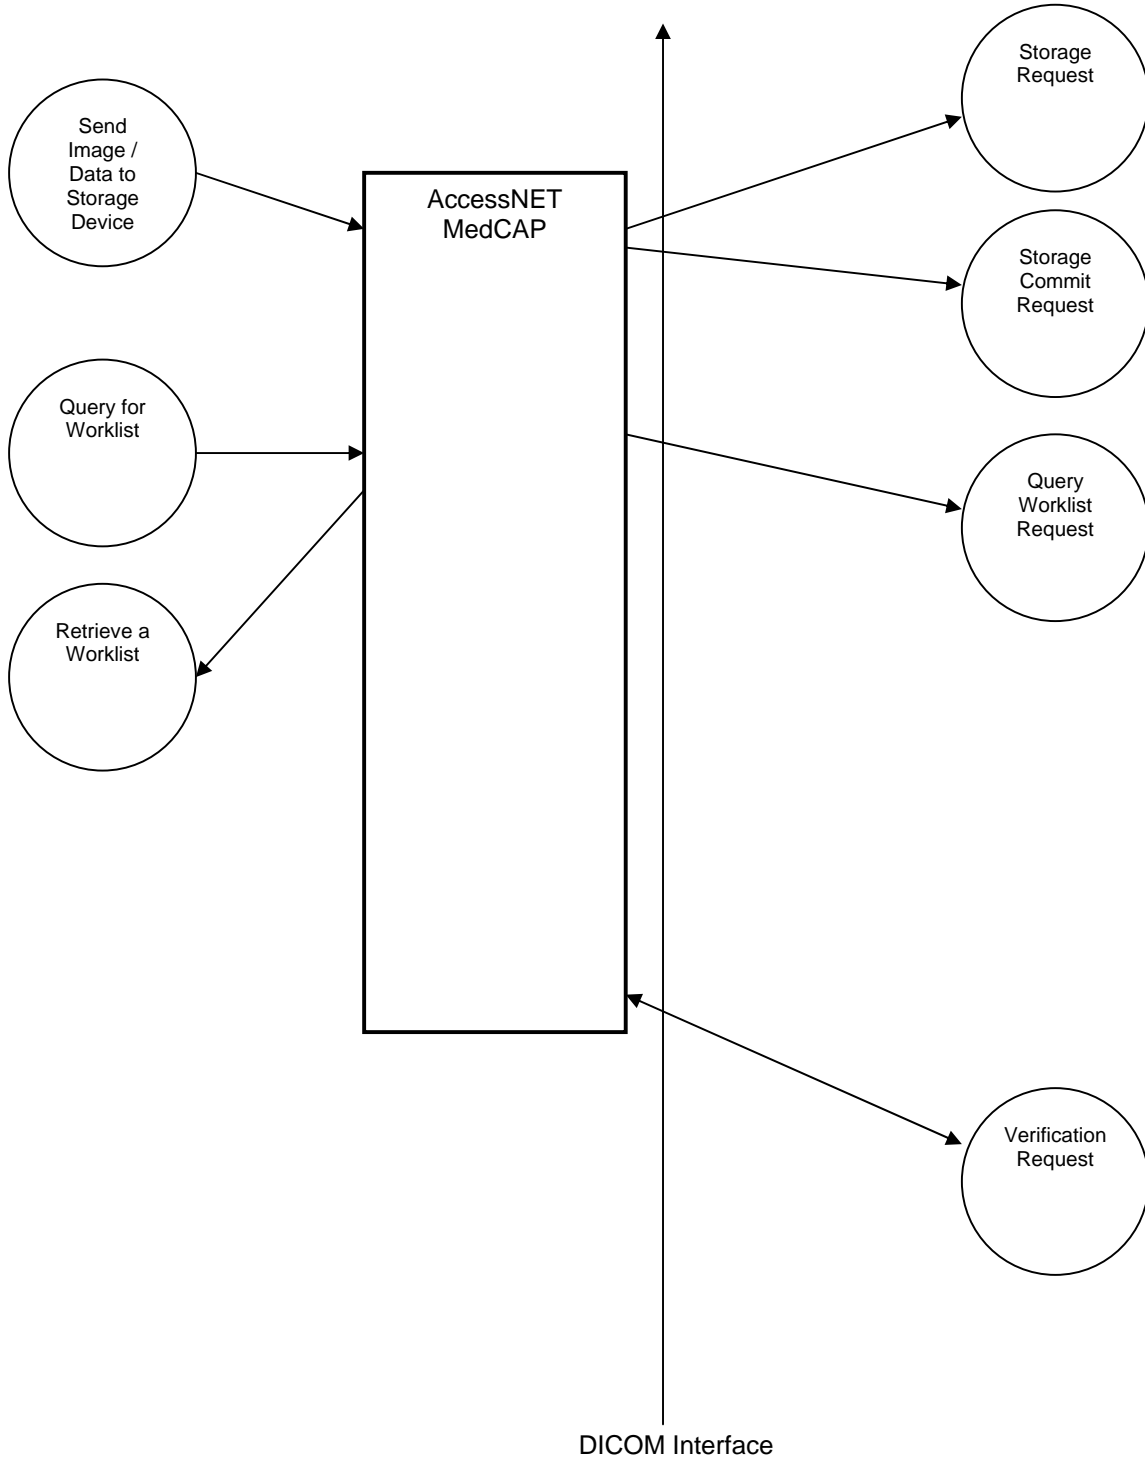 Storage
Request
Send
Image /
Data to
Storage
Device
AccessNET
MedCAP
Storage
Commit
Request
Query for
Worklist
Query
Worklist
Request
Retrieve a
Worklist
Verification
Request
DICOM Interface